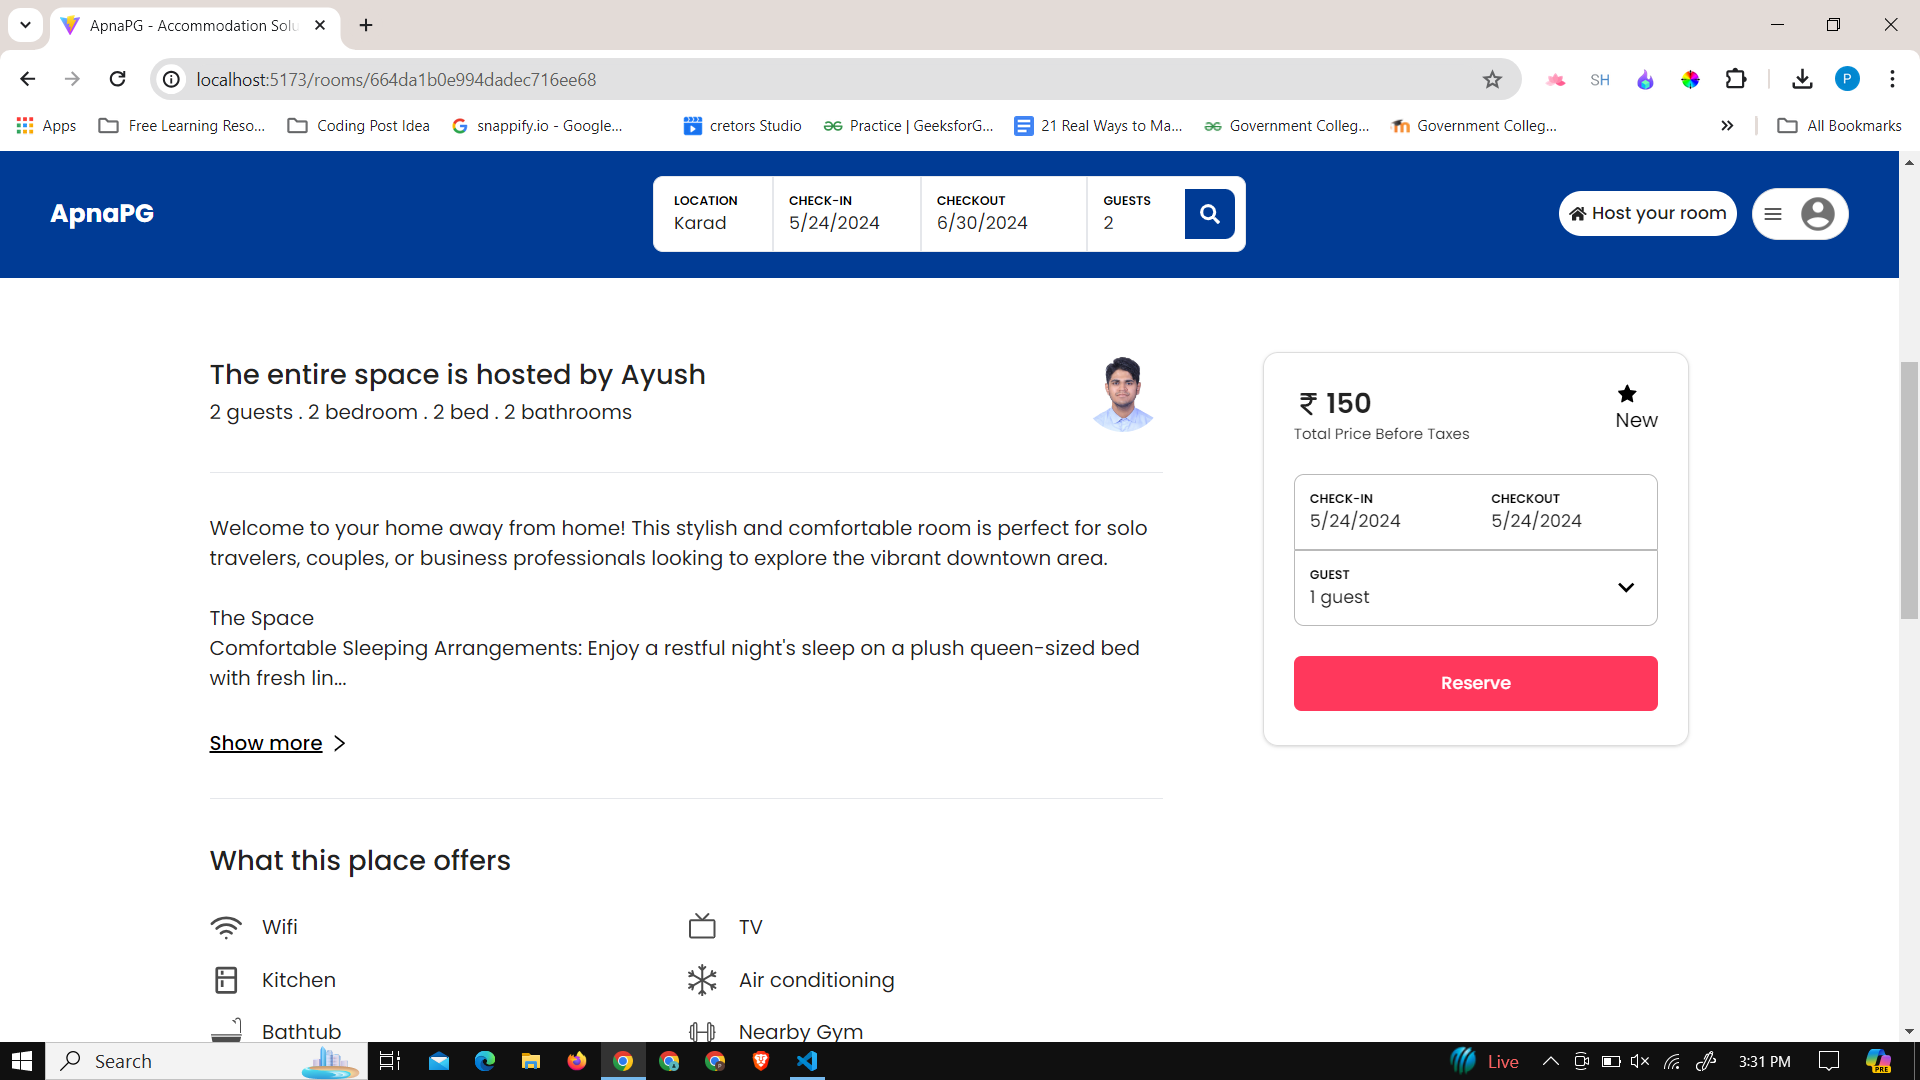 ApnaPG - Accommodation Solu
localhost:5173/rooms/664da1b0e994dadec716ee68
SH
P
Apps
Free Learning Reso...
Coding Post Idea
snappify.io - Google...
cretors Studio
Practice | GeeksforG...
21 Real Ways to Ma...
Government Colleg...
Government Colleg...
All Bookmarks
ApnaPG
LOCATION
Karad
CHECK-IN
5/24/2024
CHECKOUT
6/30/2024
GUESTS
2
Host your room
The entire space is hosted by Ayush
2 guests . 2 bedroom . 2 bed . 2 bathrooms
₹ 150
Total Price Before Taxes
New
CHECK-IN
5/24/2024
CHECKOUT
5/24/2024
GUEST
1 guest
Reserve
Welcome to your home away from home! This stylish and comfortable room is perfect for solo
travelers, couples, or business professionals looking to explore the vibrant downtown area.
The Space
Comfortable Sleeping Arrangements: Enjoy a restful night's sleep on a plush queen-sized bed
with fresh lin...
Show more
What this place offers
Wifi
TV
Kitchen
Air conditioning
Bathtub
Nearby Gym
Search
Live
3:31 PM
PRE